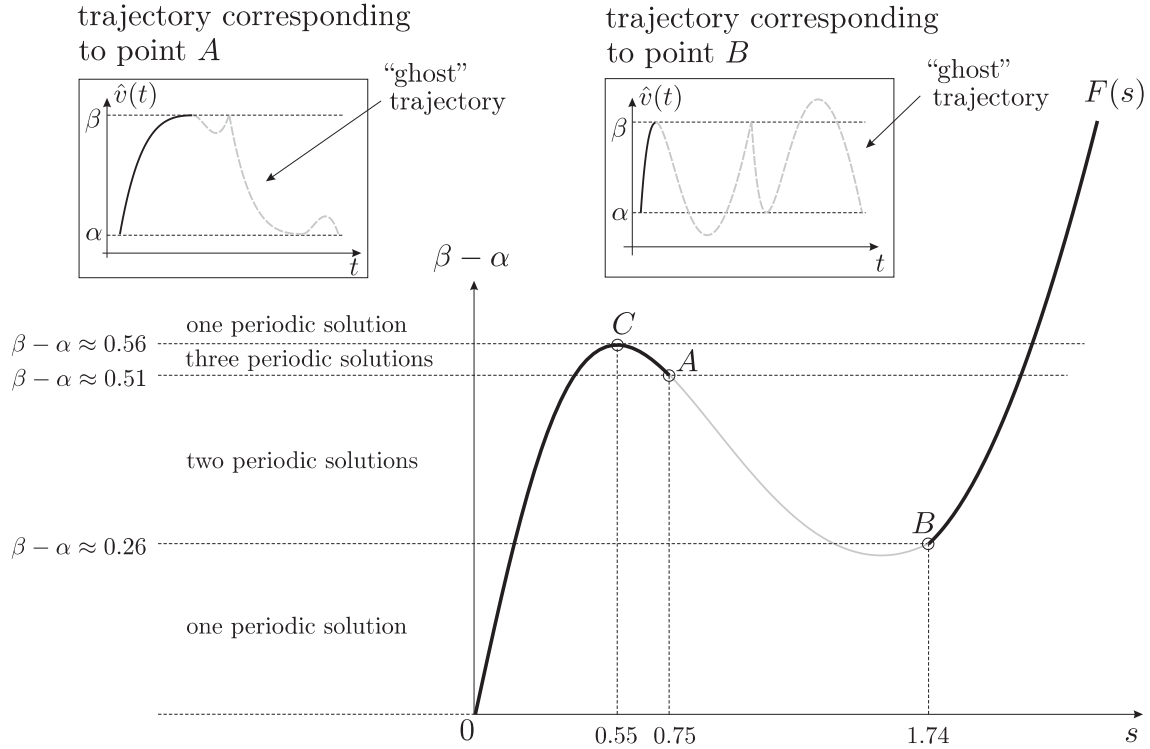 trajectory corresponding
to point A
“ghost”
trajectory
v̂(t)
β
α
t
trajectory corresponding
to point B
“ghost”
trajectory
v̂(t)
β
α
t
F(s)
β − α
one periodic solution
C
β − α ≈ 0.56
three periodic solutions
A
β − α ≈ 0.51
two periodic solutions
B
β − α ≈ 0.26
one periodic solution
0
0.55
0.75
1.74
s